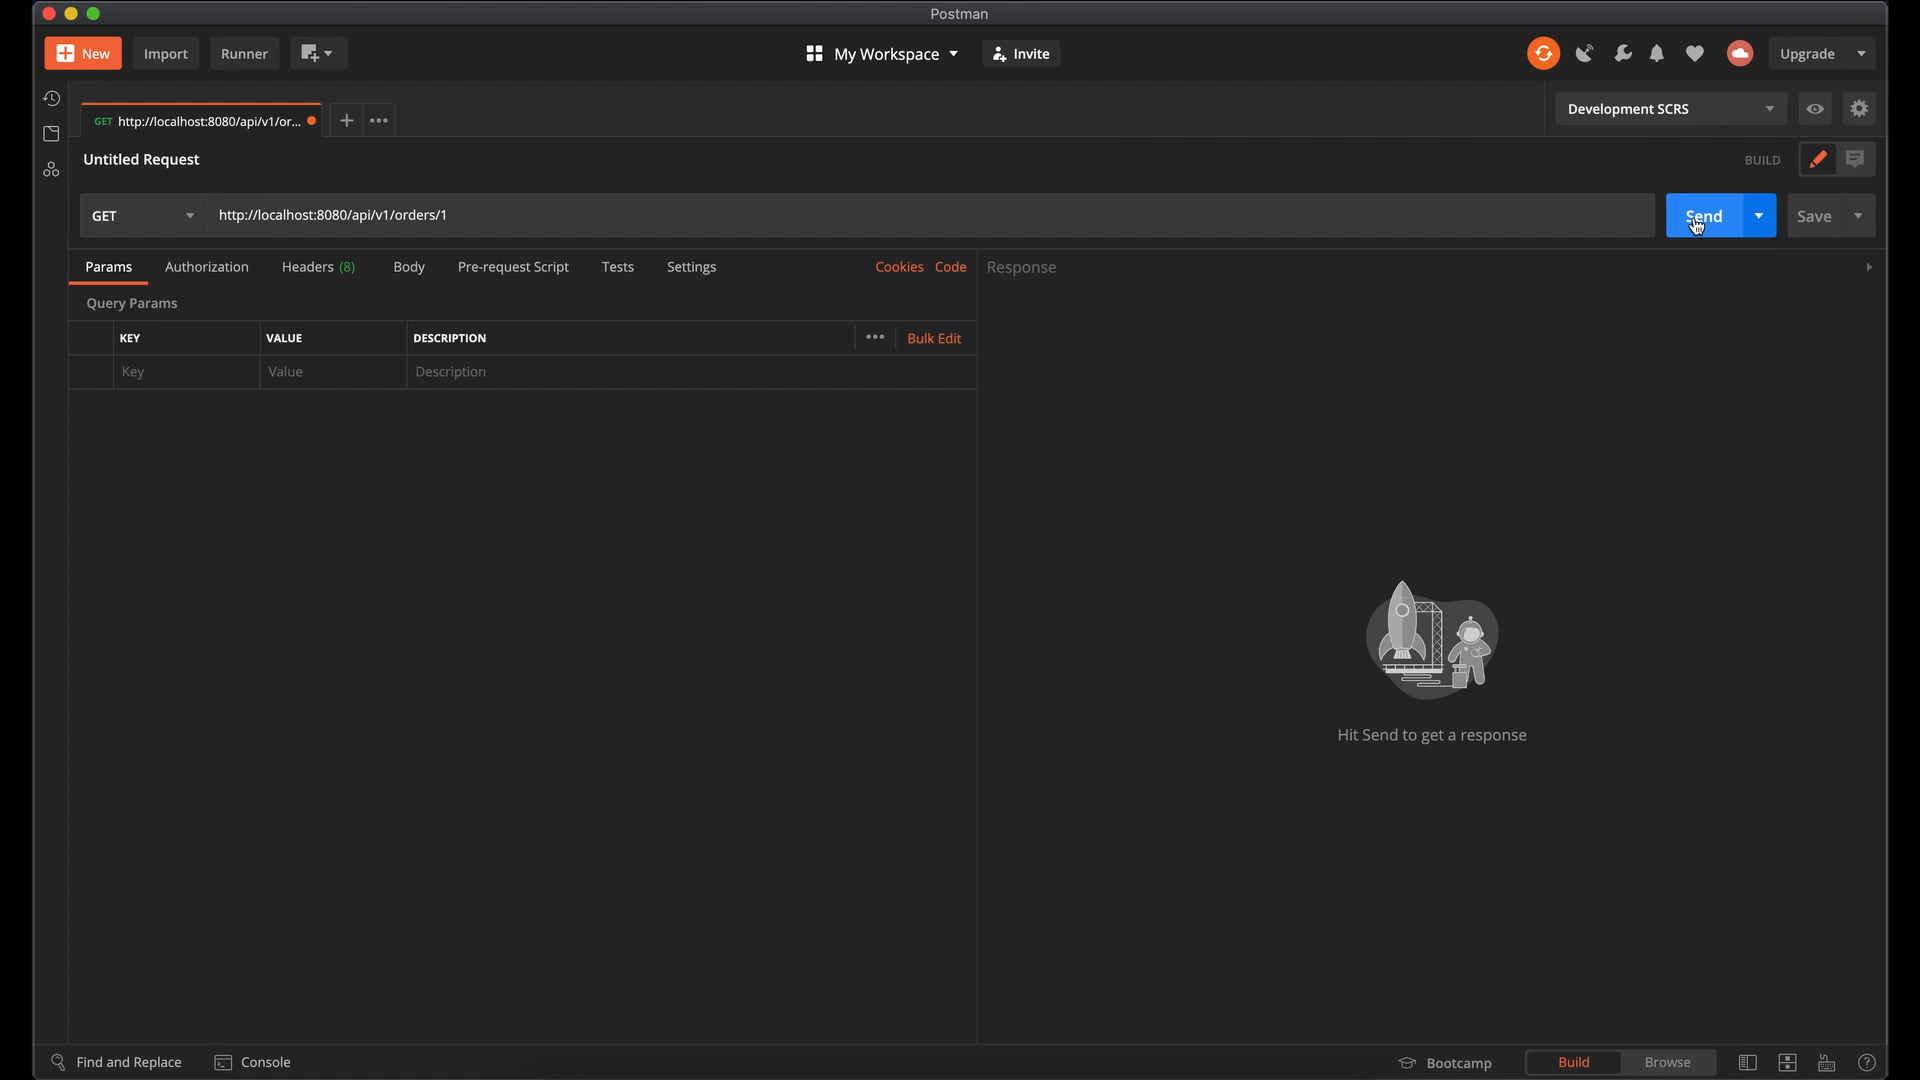 Postman
New Import Runner My Workspace Invite Upgrade
GET http://localhost:8080/api/v1/or... Development SCRS
Untitled Request BUILD
GET http://localhost:8080/api/v1/orders/1 Send Save
Params Authorization Headers (8) Body Pre-request Script Tests Settings Cookies Code Response
Query Params
KEY VALUE DESCRIPTION Bulk Edit
Key Value Description
Hit Send to get a response
Find and Replace Console Bootcamp Build Browse